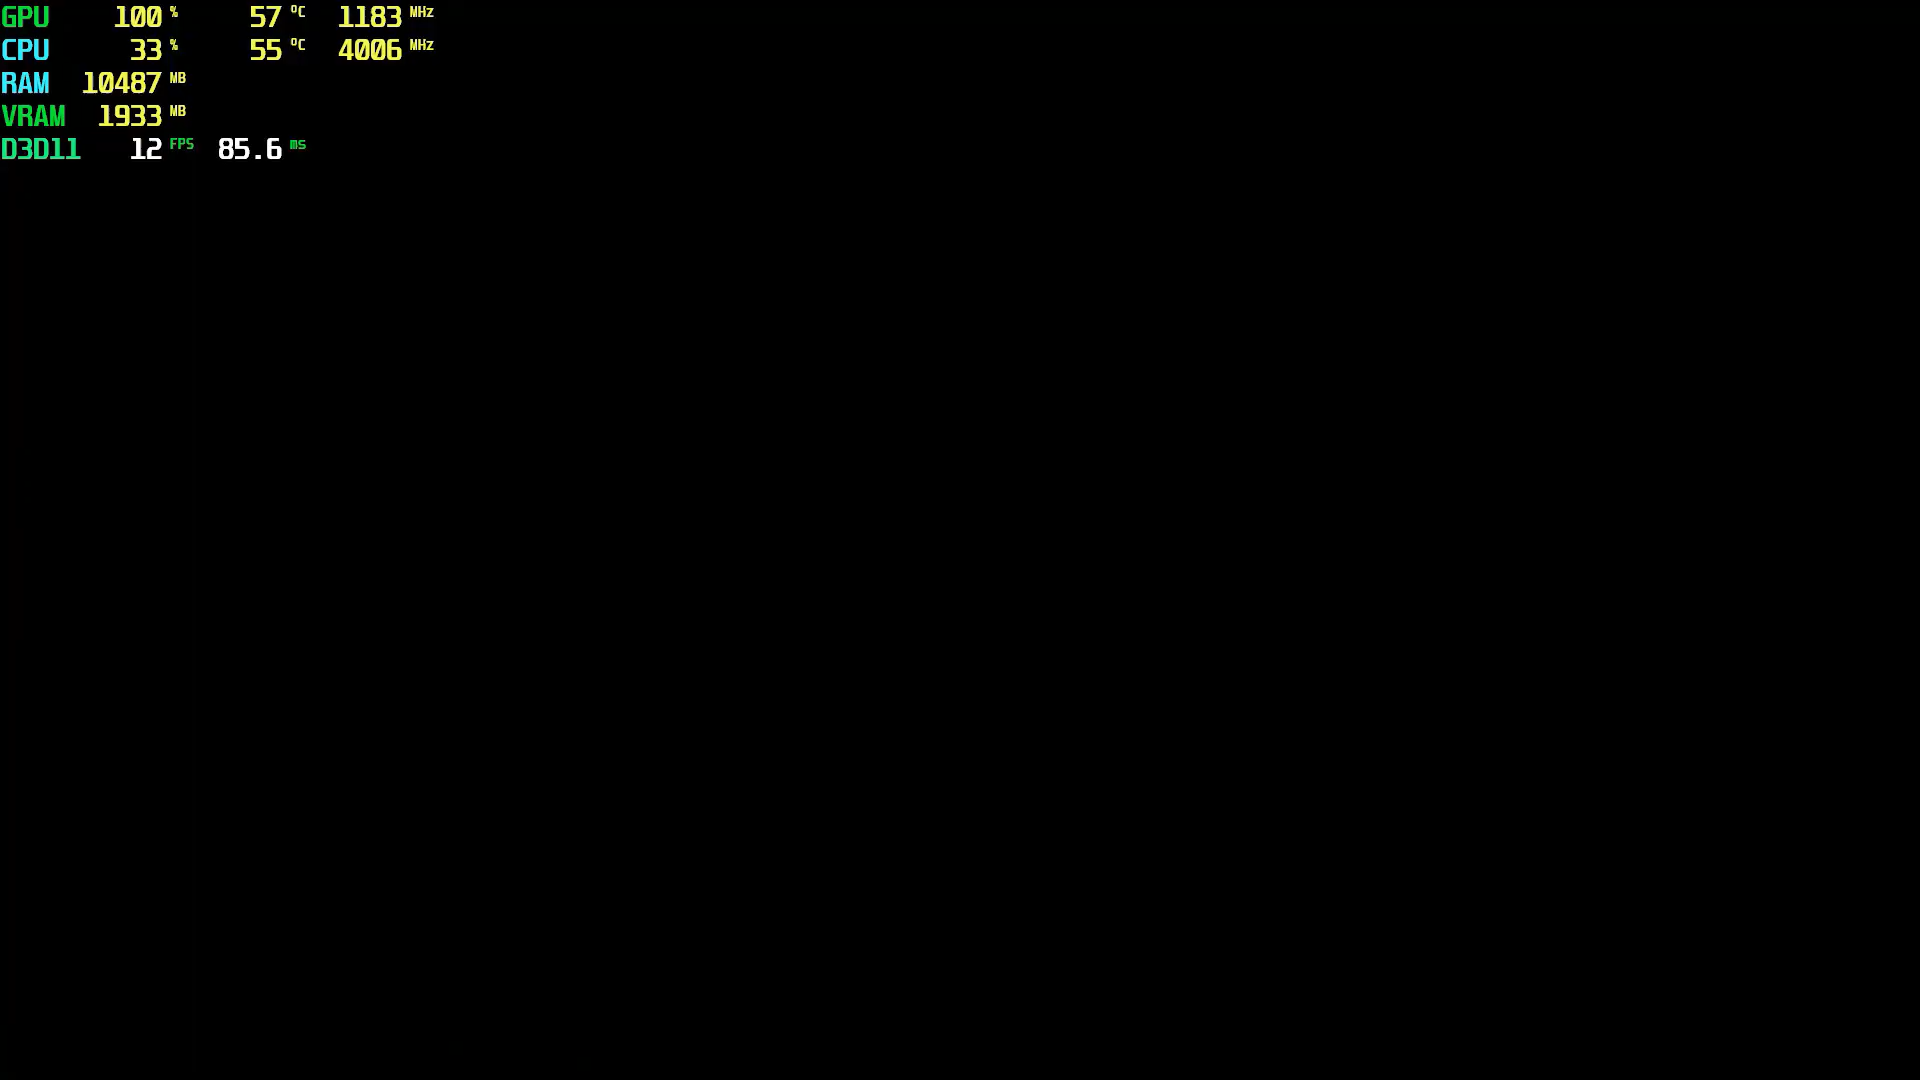 GPU 100 % 57 °C 1183 MHz
CPU 33 % 55 °C 4006 MHz
RAM 10487 MB
VRAM 1933 MB
D3D11 12 FPS 85.6 ms